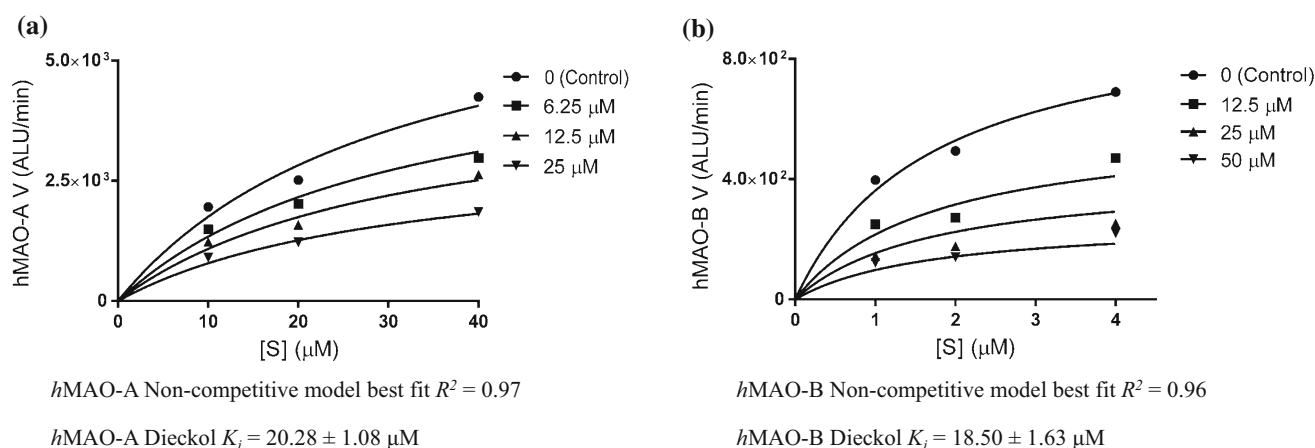 (a)
hMAO-A V (ALU/min)
5.0×10³
2.5×10³
0
0 10 20 30 40
[S] (μM)
0 (Control)
6.25 μM
12.5 μM
25 μM
hMAO-A Non-competitive model best fit R² = 0.97
hMAO-A Dieckol Kᵢ = 20.28 ± 1.08 μM
(b)
hMAO-B V (ALU/min)
8.0×10²
4.0×10²
0
0 1 2 3 4
[S] (μM)
0 (Control)
12.5 μM
25 μM
50 μM
hMAO-B Non-competitive model best fit R² = 0.96
hMAO-B Dieckol Kᵢ = 18.50 ± 1.63 μM